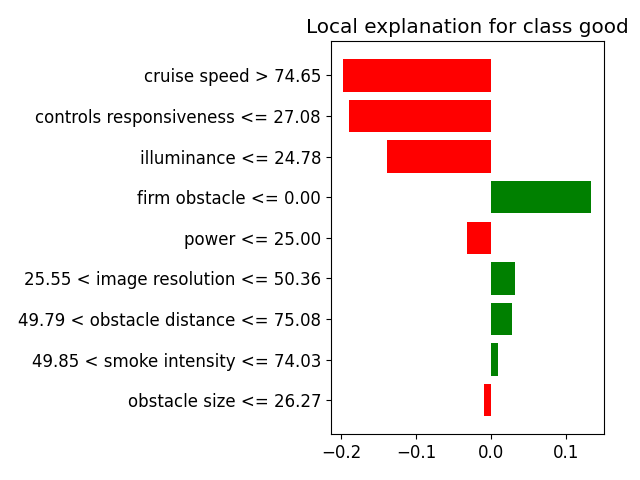 Local explanation for class good
cruise speed > 74.65
controls responsiveness <= 27.08
illuminance <= 24.78
firm obstacle <= 0.00
power <= 25.00
25.55 < image resolution <= 50.36
49.79 < obstacle distance <= 75.08
49.85 < smoke intensity <= 74.03
obstacle size <= 26.27
−0.2 −0.1 0.0 0.1